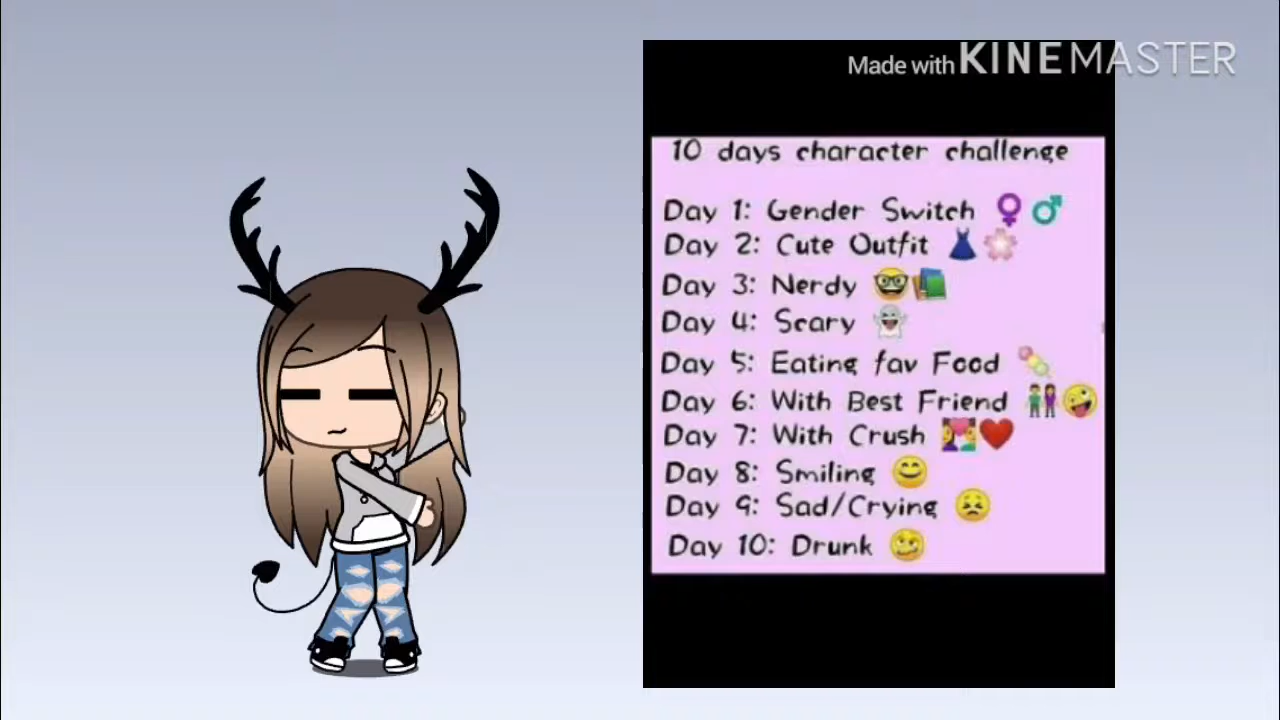 Made with KINEMASTER
10 days character challenge
Day 1: Gender Switch ♀️ ♂️
Day 2: Cute Outfit 👗🌸
Day 3: Nerdy 🤓📚
Day 4: Scary 👻
Day 5: Eating fav Food 🍡
Day 6: With Best Friend 👫🤪
Day 7: With Crush 💑❤️
Day 8: Smiling 😊
Day 9: Sad/Crying 😣
Day 10: Drunk 🥴